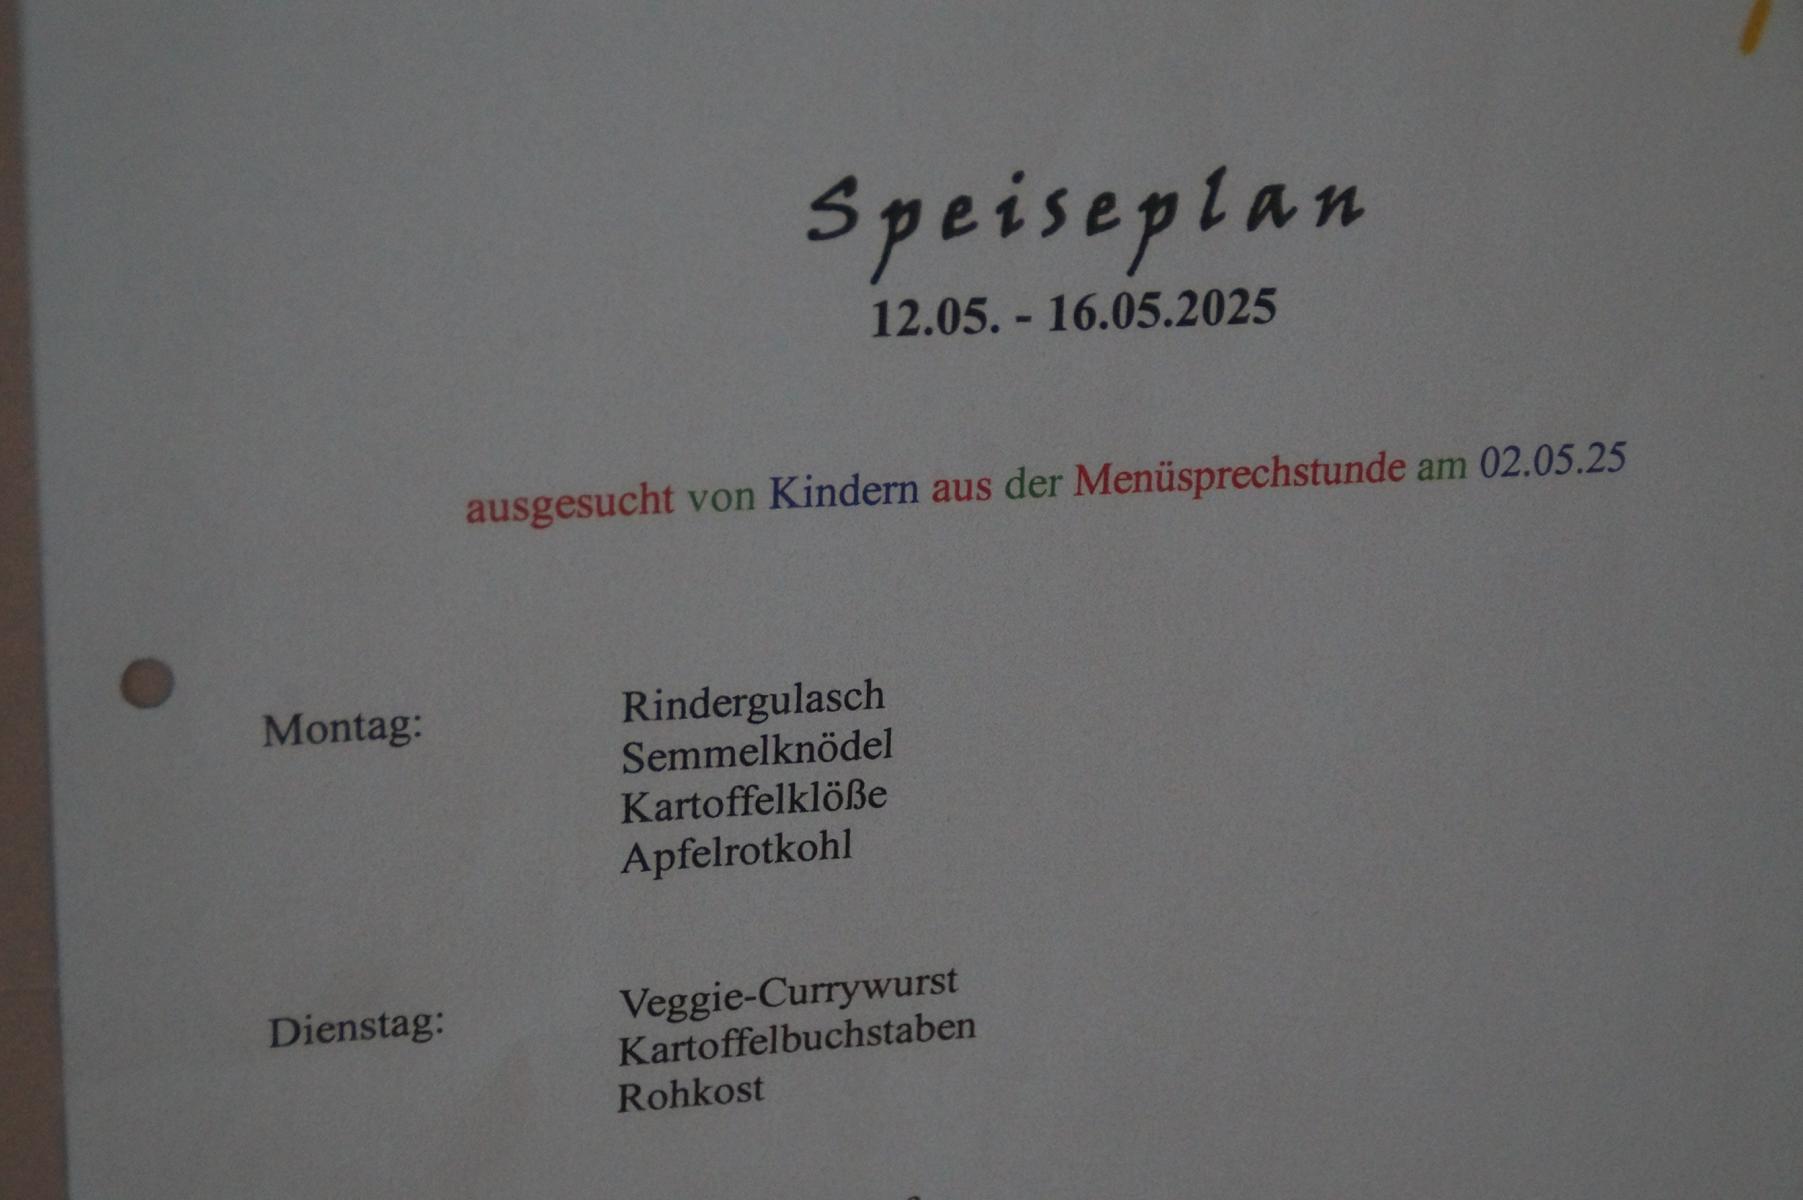 Speiseplan
12.05. - 16.05.2025
ausgesucht von Kindern aus der Menüsprechstunde am 02.05.25
Montag:
Rindergulasch
Semmelknödel
Kartoffelklöße
Apfelrotkohl
Dienstag:
Veggie-Currywurst
Kartoffelbuchstaben
Rohkost